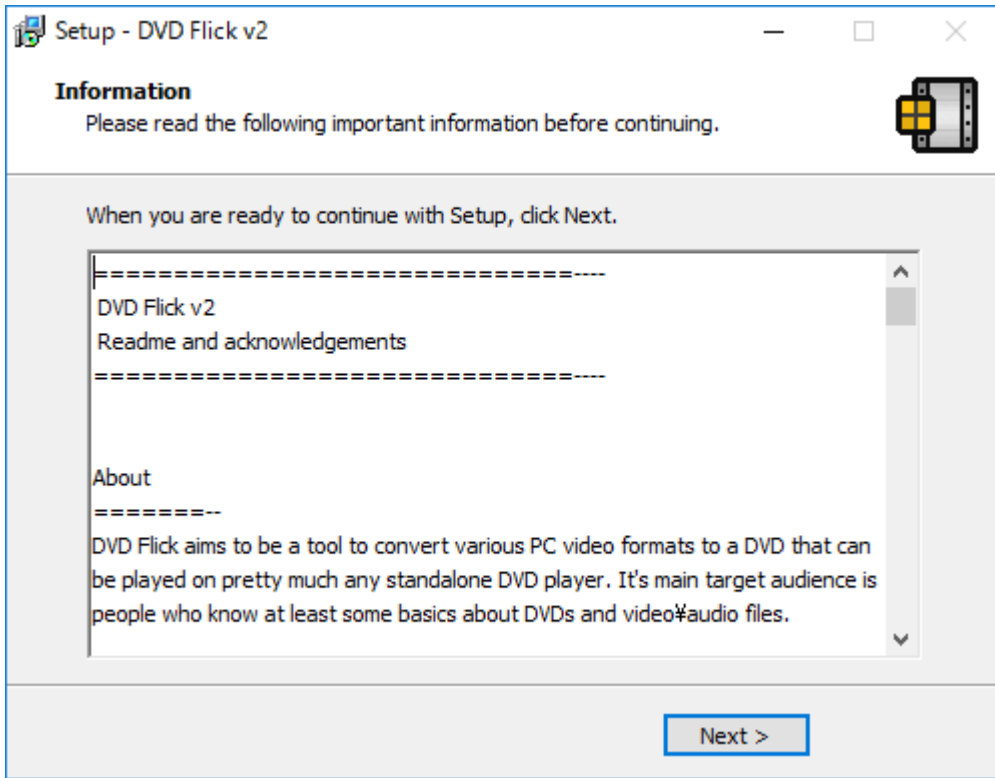 Setup - DVD Flick v2
Information
Please read the following important information before continuing.
When you are ready to continue with Setup, click Next.
==============================----
DVD Flick v2
Readme and acknowledgements
==============================----
About
=======--
DVD Flick aims to be a tool to convert various PC video formats to a DVD that can
be played on pretty much any standalone DVD player. It's main target audience is
people who know at least some basics about DVDs and video¥audio files.
Next >